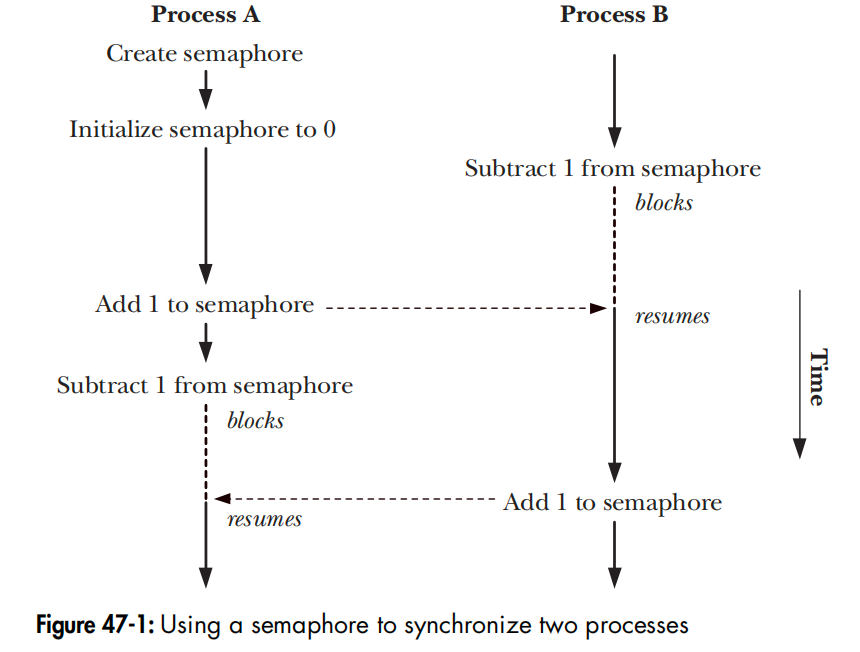 Process A
Process B
Create semaphore
Initialize semaphore to 0
Subtract 1 from semaphore
blocks
Add 1 to semaphore
resumes
Time
Subtract 1 from semaphore
blocks
Add 1 to semaphore
resumes
Figure 47-1: Using a semaphore to synchronize two processes